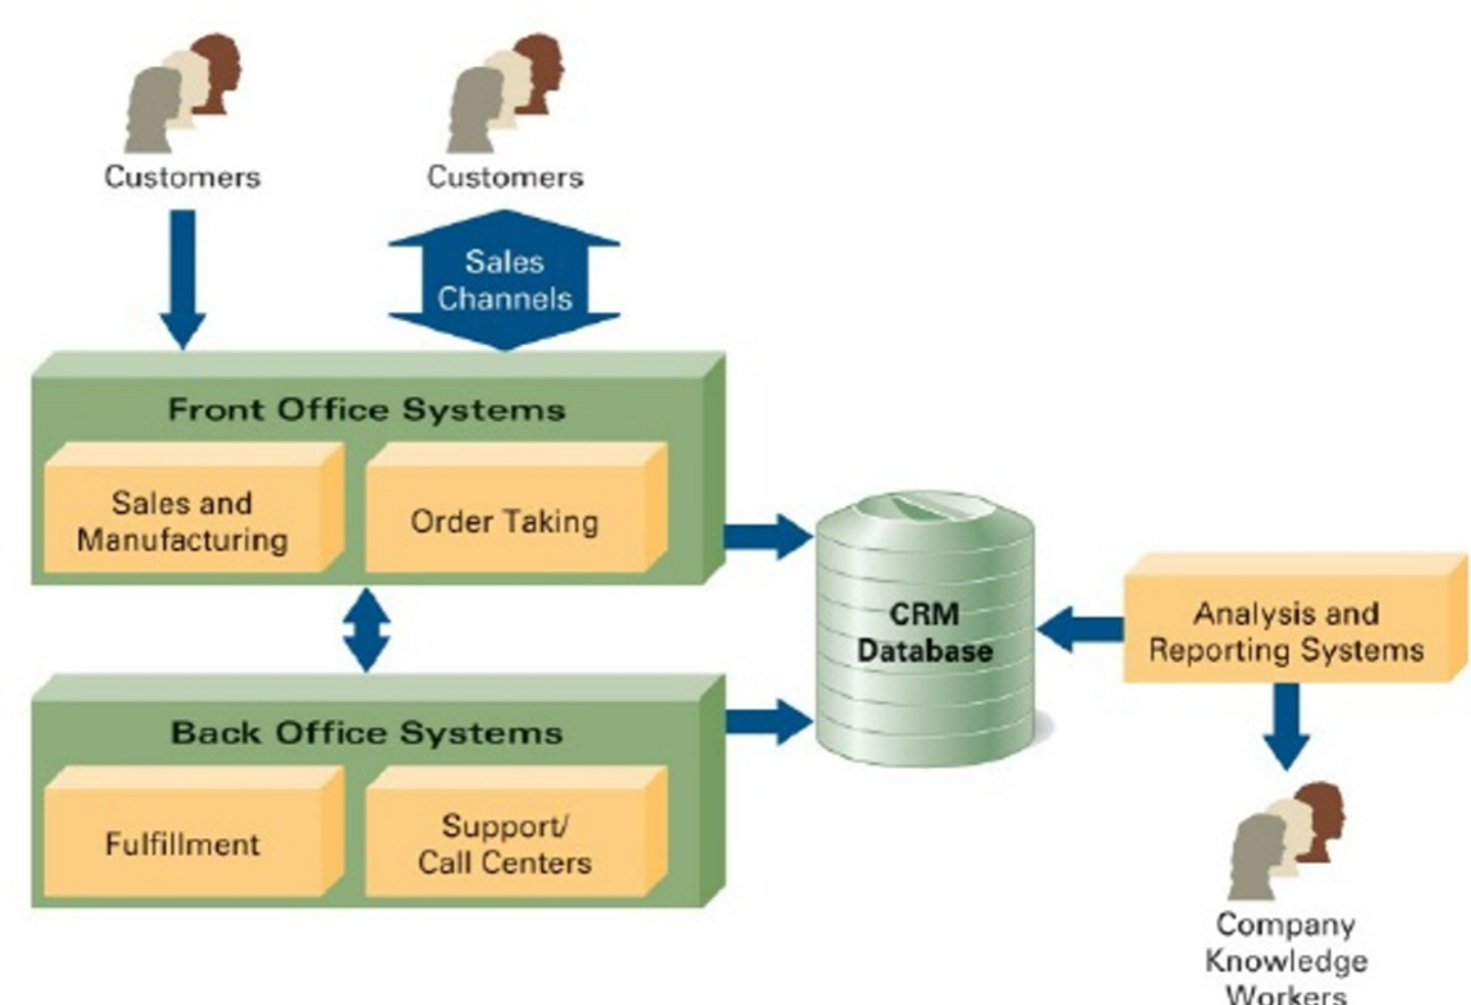 Customers
Customers
Sales
Channels
Front Office Systems
Sales and
Manufacturing
Order Taking
CRM
Database
Analysis and
Reporting Systems
Back Office Systems
Fulfillment
Support/
Call Centers
Company
Knowledge
Workers